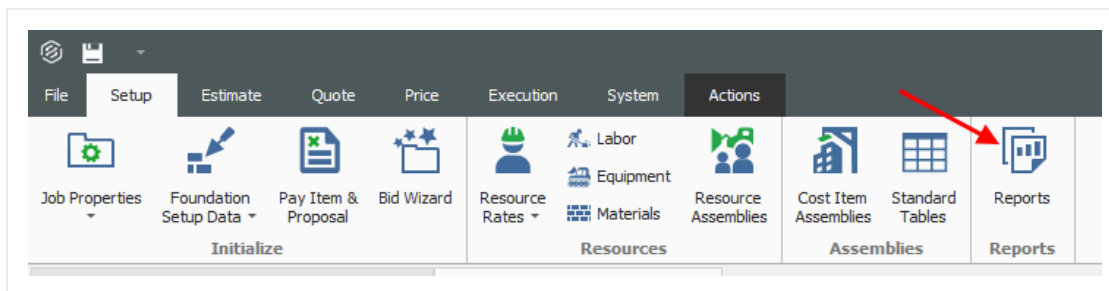 File Setup Estimate Quote Price Execution System Actions
Labor
Equipment
Materials
Job Properties Foundation Setup Data Pay Item & Proposal Bid Wizard Resource Rates Resource Assemblies Cost Item Assemblies Standard Tables Reports
Initialize Resources Assemblies Reports